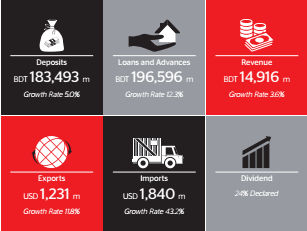 Deposits
BDT 183,493 m
Growth Rate 5.0%
Loans and Advances
BDT 196,596 m
Growth Rate 12.3%
Revenue
BDT 14,916 m
Growth Rate 3.6%
Exports
USD 1,231 m
Growth Rate 11.8%
Imports
USD 1,840 m
Growth Rate 43.2%
Dividend
24% Declared